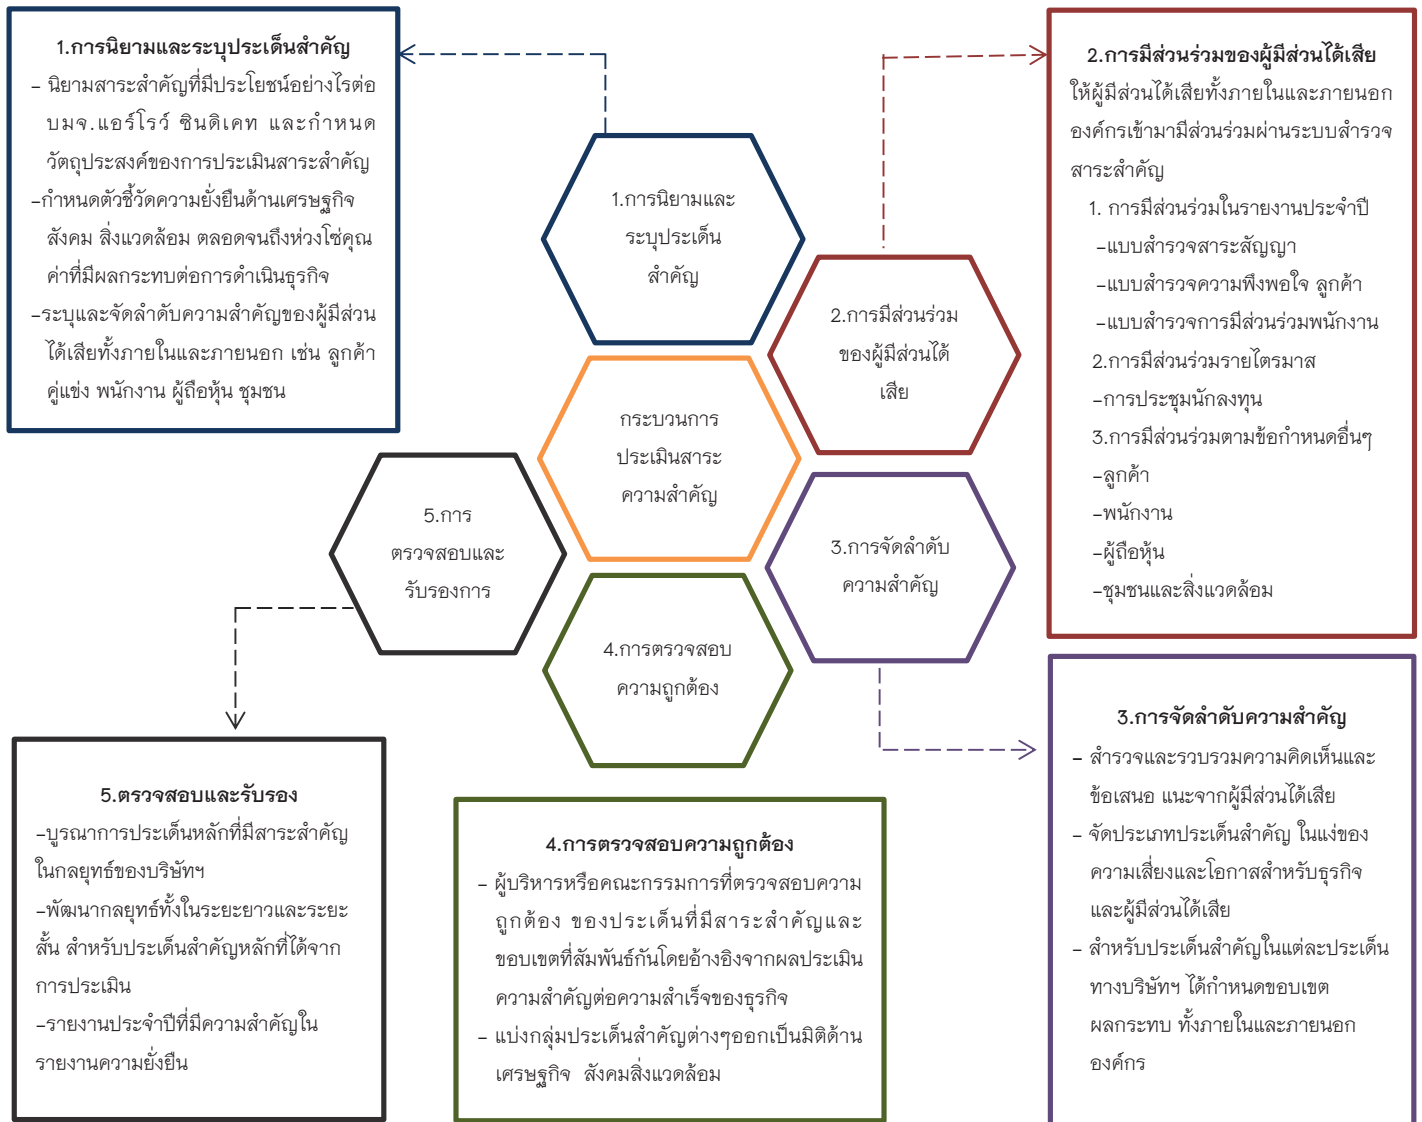 1.การนิยามและระบุประเด็นสำคัญ
- นิยามสาระสำคัญที่มีประโยชน์อย่างไรต่อ
บมจ.แอร์โรว์ ซินดิเคท และกำหนด
วัตถุประสงค์ของการประเมินสาระสำคัญ
-กำหนดตัวชี้วัดความยั่งยืนด้านเศรษฐกิจ
สังคม สิ่งแวดล้อม ตลอดจนถึงห่วงโซ่คุณ
ค่าที่มีผลกระทบต่อการดำเนินธุรกิจ
-ระบุและจัดลำดับความสำคัญของผู้มีส่วน
ได้เสียทั้งภายในและภายนอก เช่น ลูกค้า
คู่แข่ง พนักงาน ผู้ถือหุ้น ชุมชน
1.การนิยามและ
ระบุประเด็น
สำคัญ
2.การมีส่วนร่วม
ของผู้มีส่วนได้
เสีย
กระบวนการ
ประเมินสาระ
ความสำคัญ
3.การจัดลำดับ
ความสำคัญ
4.การตรวจสอบ
ความถูกต้อง
5.การ
ตรวจสอบและ
รับรองการ
2.การมีส่วนร่วมของผู้มีส่วนได้เสีย
ให้ผู้มีส่วนได้เสียทั้งภายในและภายนอก
องค์กรเข้ามามีส่วนร่วมผ่านระบบสำรวจ
สาระสำคัญ
1. การมีส่วนร่วมในรายงานประจำปี
-แบบสำรวจสาระสัญญา
-แบบสำรวจความพึงพอใจ ลูกค้า
-แบบสำรวจการมีส่วนร่วมพนักงาน
2.การมีส่วนร่วมรายไตรมาส
-การประชุมนักลงทุน
3.การมีส่วนร่วมตามข้อกำหนดอื่นๆ
-ลูกค้า
-พนักงาน
-ผู้ถือหุ้น
-ชุมชนและสิ่งแวดล้อม
3.การจัดลำดับความสำคัญ
- สำรวจและรวบรวมความคิดเห็นและ
ข้อเสนอ แนะจากผู้มีส่วนได้เสีย
- จัดประเภทประเด็นสำคัญ ในแง่ของ
ความเสี่ยงและโอกาสสำหรับธุรกิจ
และผู้มีส่วนได้เสีย
- สำหรับประเด็นสำคัญในแต่ละประเด็น
ทางบริษัทฯ ได้กำหนดขอบเขต
ผลกระทบ ทั้งภายในและภายนอก
องค์กร
4.การตรวจสอบความถูกต้อง
- ผู้บริหารหรือคณะกรรมการที่ตรวจสอบความ
ถูกต้อง ของประเด็นที่มีสาระสำคัญและ
ขอบเขตที่สัมพันธ์กันโดยอ้างอิงจากผลประเมิน
ความสำคัญต่อความสำเร็จของธุรกิจ
- แบ่งกลุ่มประเด็นสำคัญต่างๆออกเป็นมิติด้าน
เศรษฐกิจ สังคมสิ่งแวดล้อม
5.ตรวจสอบและรับรอง
-บูรณาการประเด็นหลักที่มีสาระสำคัญ
ในกลยุทธ์ของบริษัทฯ
-พัฒนากลยุทธ์ทั้งในระยะยาวและระยะ
สั้น สำหรับประเด็นสำคัญหลักที่ได้จาก
การประเมิน
-รายงานประจำปีที่มีความสำคัญใน
รายงานความยั่งยืน